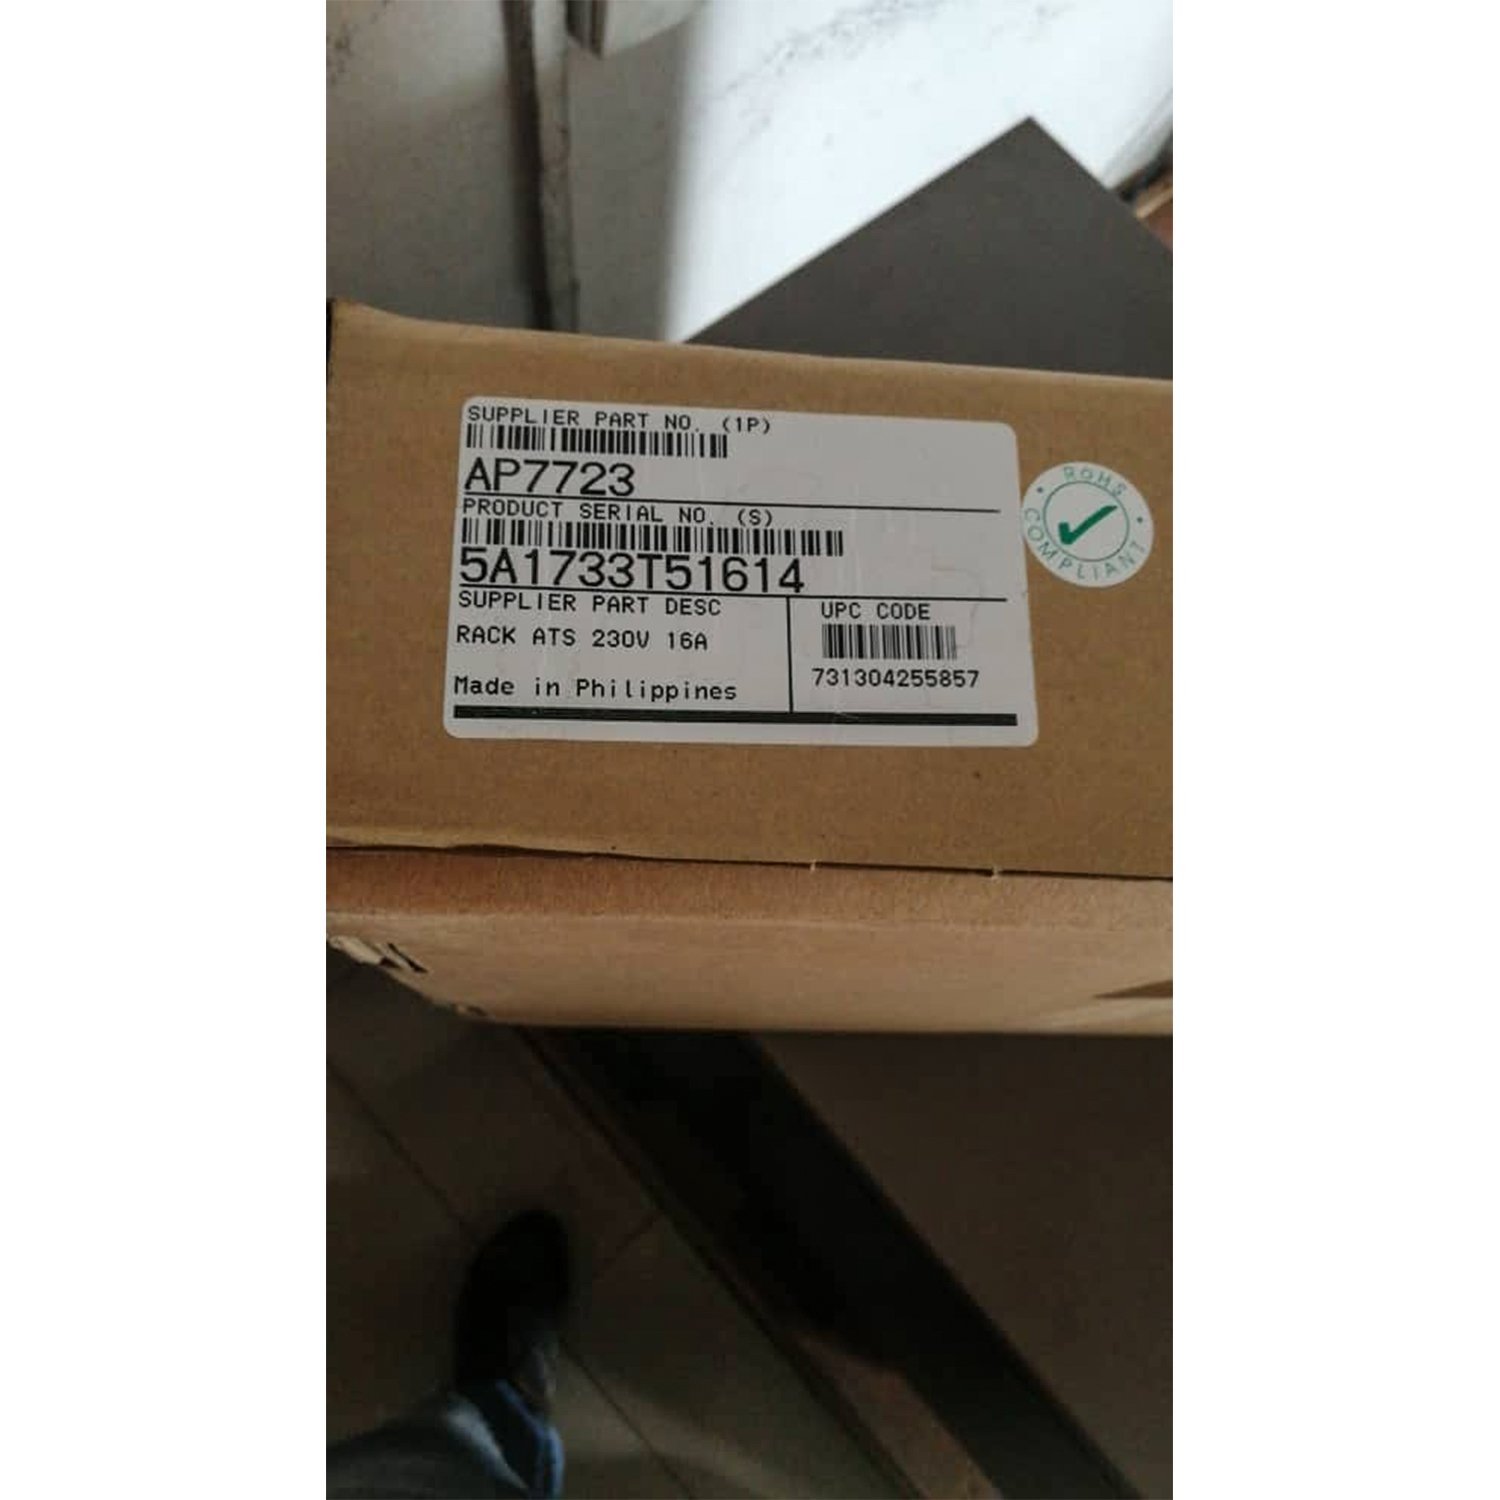 SUPPLIER PART NO. (1P)
AP7723
PRODUCT SERIAL NO. (S)
5A1733T51614
SUPPLIER PART DESC
RACK ATS 230V 16A
Made in Philippines
UPC CODE
731304255857
ROHS
COMPLIANT